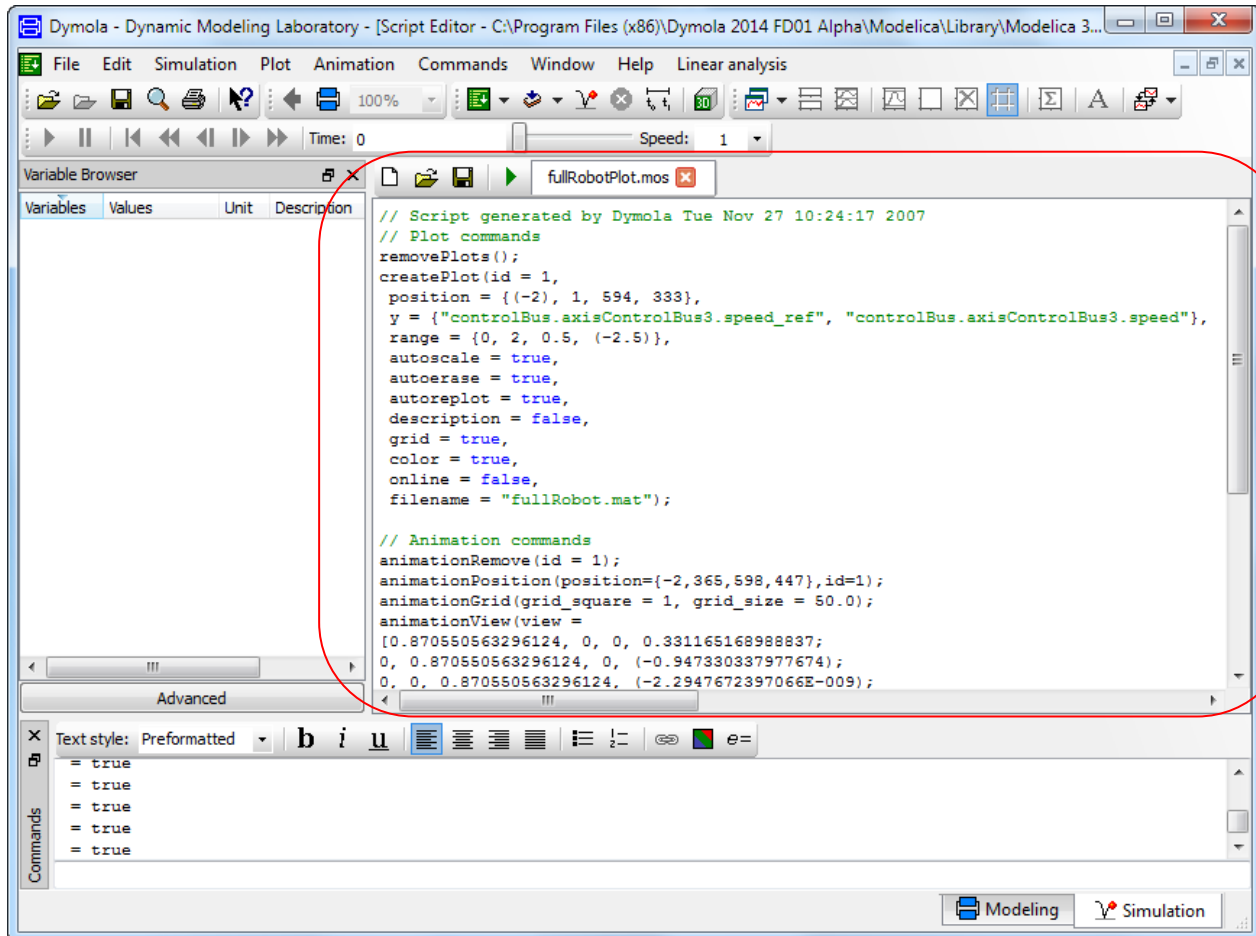 Dymola - Dynamic Modeling Laboratory - [Script Editor - C:\Program Files (x86)\Dymola 2014 FD01 Alpha\Modelica\Library\Modelica 3...
File Edit Simulation Plot Animation Commands Window Help Linear analysis
100%
3D
A
Time: 0 Speed: 1
Variable Browser
fullRobotPlot.mos
Variables Values Unit Description
// Script generated by Dymola Tue Nov 27 10:24:17 2007
// Plot commands
removePlots();
createPlot(id = 1,
position = {(-2), 1, 594, 333},
y = {"controlBus.axisControlBus3.speed_ref", "controlBus.axisControlBus3.speed"},
range = {0, 2, 0.5, (-2.5)},
autoscale = true,
autoerase = true,
autoreplot = true,
description = false,
grid = true,
color = true,
online = false,
filename = "fullRobot.mat");
// Animation commands
animationRemove(id = 1);
animationPosition(position={-2,365,598,447},id=1);
animationGrid(grid_square = 1, grid_size = 50.0);
animationView(view =
[0.870550563296124, 0, 0, 0.331165168988837;
0, 0.870550563296124, 0, (-0.947330337977674);
0, 0, 0.870550563296124, (-2.2947672397066E-009);
Advanced
Text style: Preformatted b i u e=
= true
= true
= true
= true
= true
Commands
Modeling Simulation